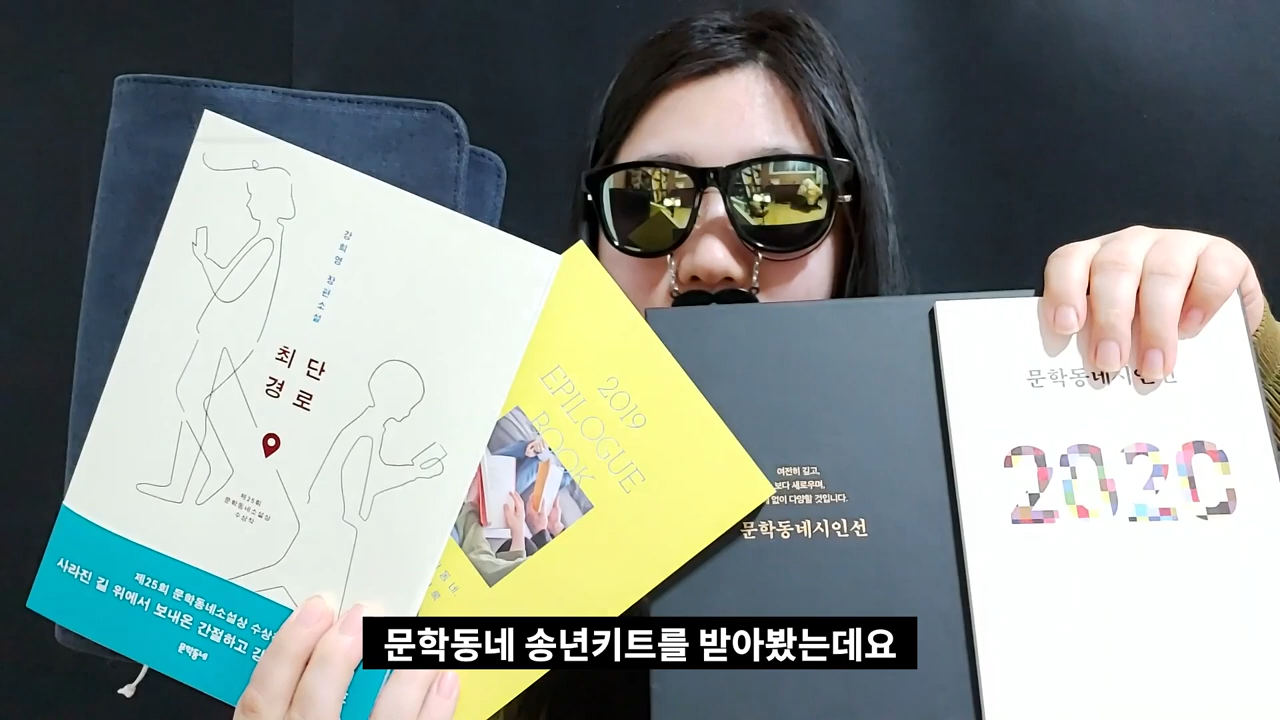 강희영 장편소설
최단
경로
제25회
문학동네소설상
수상작
제25회 문학동네소설상 수상
사라진 길 위에서 보내온 간절하고
문학동네
2019
EPILOGUE
BOOK
여전히 깊고,
보다 새로우며,
없이 다양할 것입니다.
문학동네시인선
문학동네시인선
2020
문학동네 송년키트를 받아봤는데요